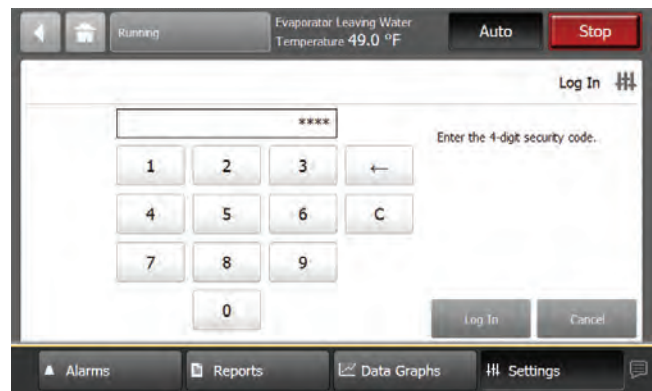 Running
Evaporator Leaving Water
Temperature 49.0 °F
Auto
Stop
Log In
****
Enter the 4-digit security code.
1 2 3 ←
4 5 6 C
7 8 9
0
Log In
Cancel
Alarms
Reports
Data Graphs
Settings